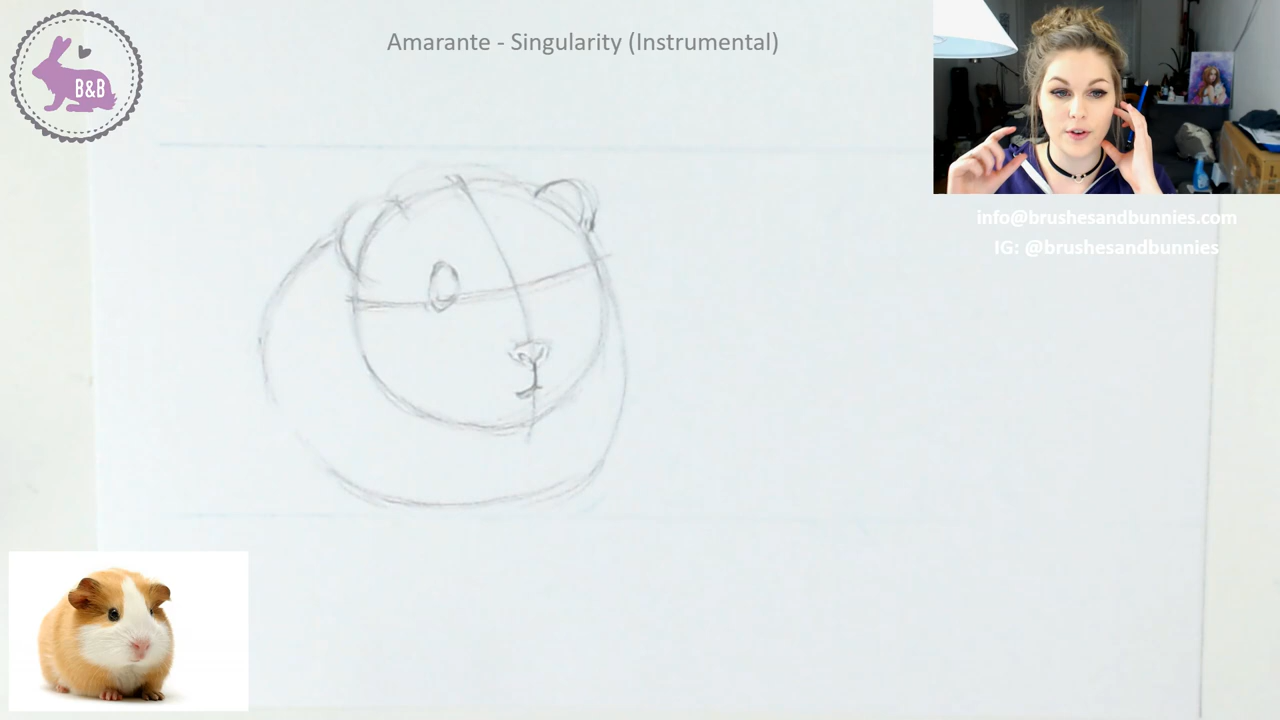 B&B
Amarante - Singularity (Instrumental)
info@brushesandbunnies.com
IG: @brushesandbunnies